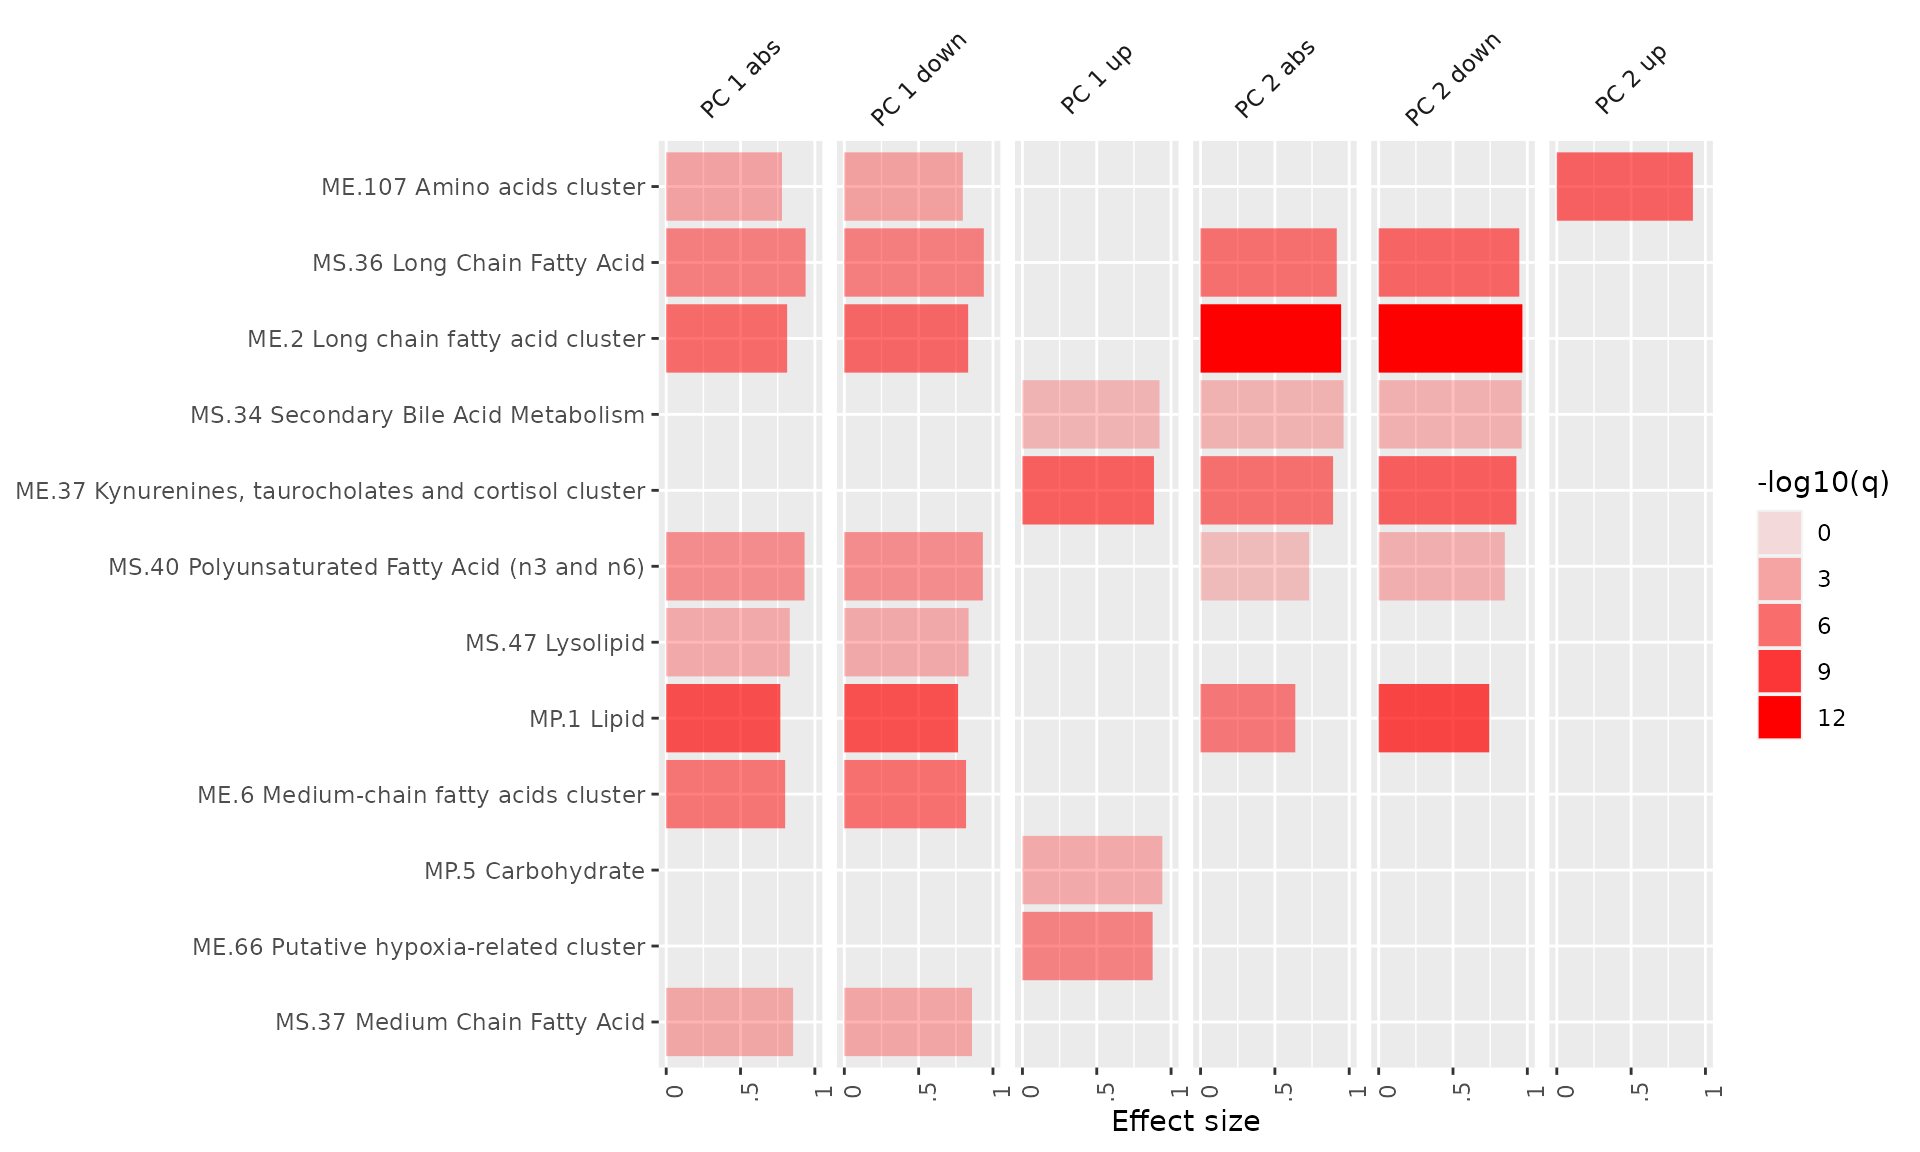 PC 1 abs
PC 1 down
PC 1 up
PC 2 abs
PC 2 down
PC 2 up
ME.107 Amino acids cluster
MS.36 Long Chain Fatty Acid
ME.2 Long chain fatty acid cluster
MS.34 Secondary Bile Acid Metabolism
ME.37 Kynurenines, taurocholates and cortisol cluster
MS.40 Polyunsaturated Fatty Acid (n3 and n6)
MS.47 Lysolipid
MP.1 Lipid
ME.6 Medium-chain fatty acids cluster
MP.5 Carbohydrate
ME.66 Putative hypoxia-related cluster
MS.37 Medium Chain Fatty Acid
0 .5 1 0 .5 1 0 .5 1 0 .5 1 0 .5 1 0 .5 1
Effect size
-log10(q)
0
3
6
9
12